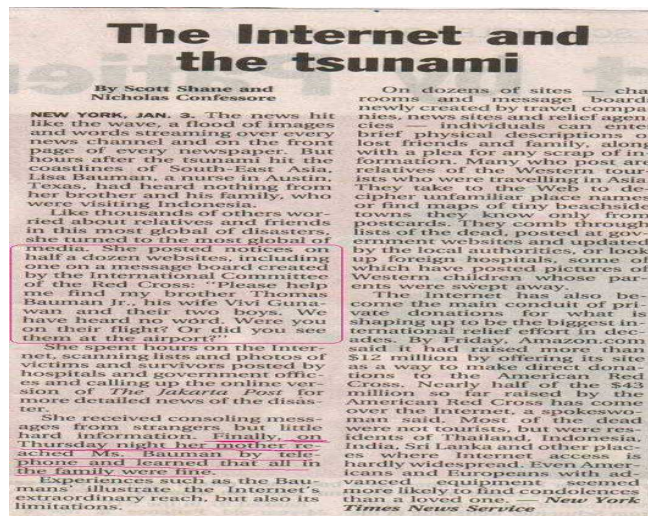 The Internet and
the tsunami
By Scott Shane and
Nicholas Confessore
NEW YORK, JAN. 3. The news hit
like the wave, a flood of images
and words streaming over every
news channel and on the front
page of every newspaper. But
hours after the tsunami hit the
coastlines of South-East Asia,
Lisa Bauman, a nurse in Austin,
Texas, had heard nothing from
her brother and his family, who
were visiting Indonesia.
Like thousands of others wor-
ried about relatives and friends
in this most global of disasters,
she turned to the most global of
media. She posted notices on
half a dozen websites, including
one on a message board created
by the International Committee
of the Red Cross: "Please help
me find my brother Thomas
Bauman Jr., his wife Vivi Guna-
wan and their two boys. We
have heard no word. Were you
on their flight? Or did you see
them at the airport?"
She spent hours on the Inter-
net, scanning lists and photos of
victims and survivors posted by
hospitals and government offic-
es and calling up the online ver-
sion of The Jakarta Post for
more detailed news of the disas-
ter.
She received consoling mess-
ages from strangers but little
hard information. Finally, on
Thursday night her mother re-
ached Ms. Bauman by tele-
phone and learned that all in
the family were fine.
Experiences such as the Bau-
mans' illustrate the Internet's
extraordinary reach, but also its
limitations.
On dozens of sites — cha
rooms and message board
newly created by travel compa
nies, news sites and relief agen
cies — individuals can ente
brief physical descriptions o
lost friends and family, along
with a plea for any scrap of in-
formation. Many who post are
relatives of the Western tour-
ists who were travelling in Asia
They take to the Web to de-
cipher unfamiliar place names
or find maps of tiny beachside
towns they know only from
postcards. They comb through
lists of the dead, posted at gov-
ernment websites and updated
by the local authorities, or look
up foreign hospitals, some of
which have posted pictures of
Western children whose par-
ents were swept away.
The Internet has also be-
come the main conduit of pri-
vate donations for what is
shaping up to be the biggest in-
ternational relief effort in dec-
ades. By Friday, Amazon.com
said it had raised more than
$12 million by offering its site
as a way to make direct dona-
tions to the American Red
Cross. Nearly half of the $43
million so far raised by the
American Red Cross has come
over the Internet, a spokeswo-
man said. Most of the dead
were not tourists, but were res-
idents of Thailand, Indonesia,
India, Sri Lanka and other plac-
es where Internet access is
hardly widespread. Even Amer-
icans and Europeans with ad-
vanced equipment seemed
more likely to find condolences
than a loved one. — New York
Times News Service